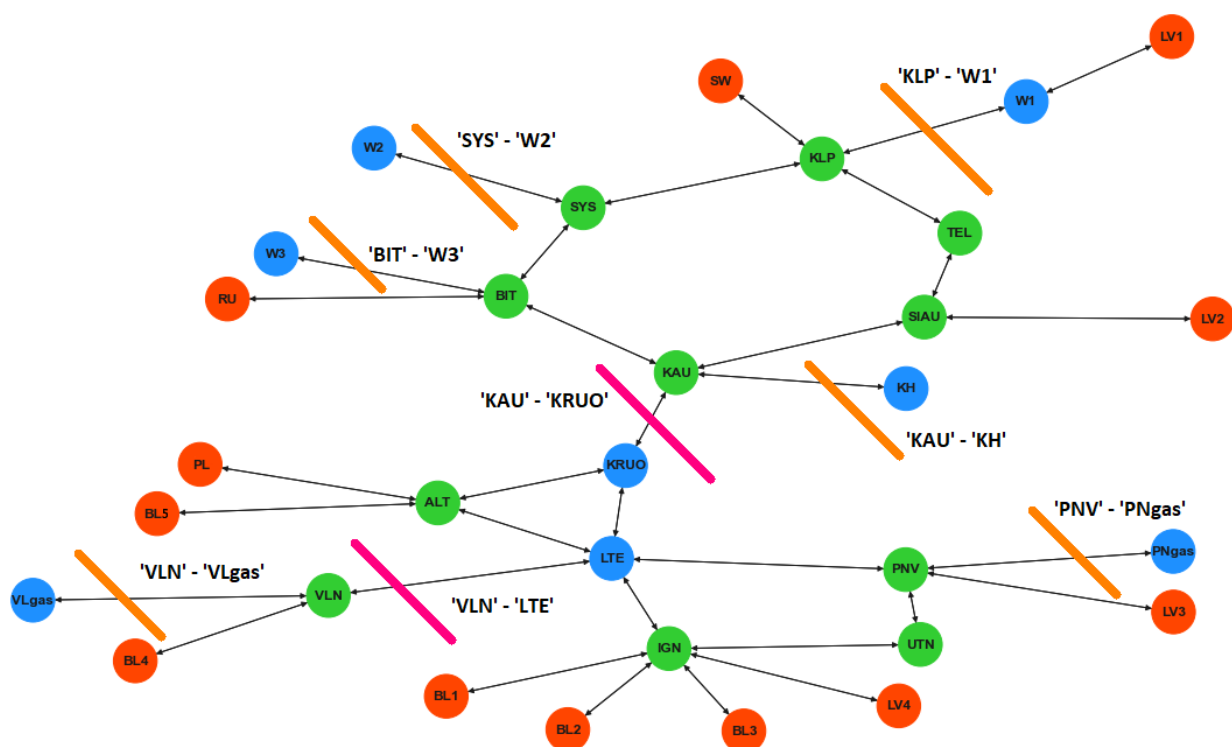 LV1
SW
'KLP' - 'W1'
W1
'SYS' - 'W2'
W2
KLP
SYS
TEL
W3
'BIT' - 'W3'
RU
BIT
SIAU
LV2
KAU
KH
'KAU' - 'KRUO'
'KAU' - 'KH'
PL
KRUO
ALT
BL5
'PNV' - 'PNgas'
PNgas
LTE
PNV
'VLN' - 'VLgas'
VLgas
VLN
'VLN' - 'LTE'
LV3
UTN
IGN
BL4
BL1
LV4
BL2
BL3